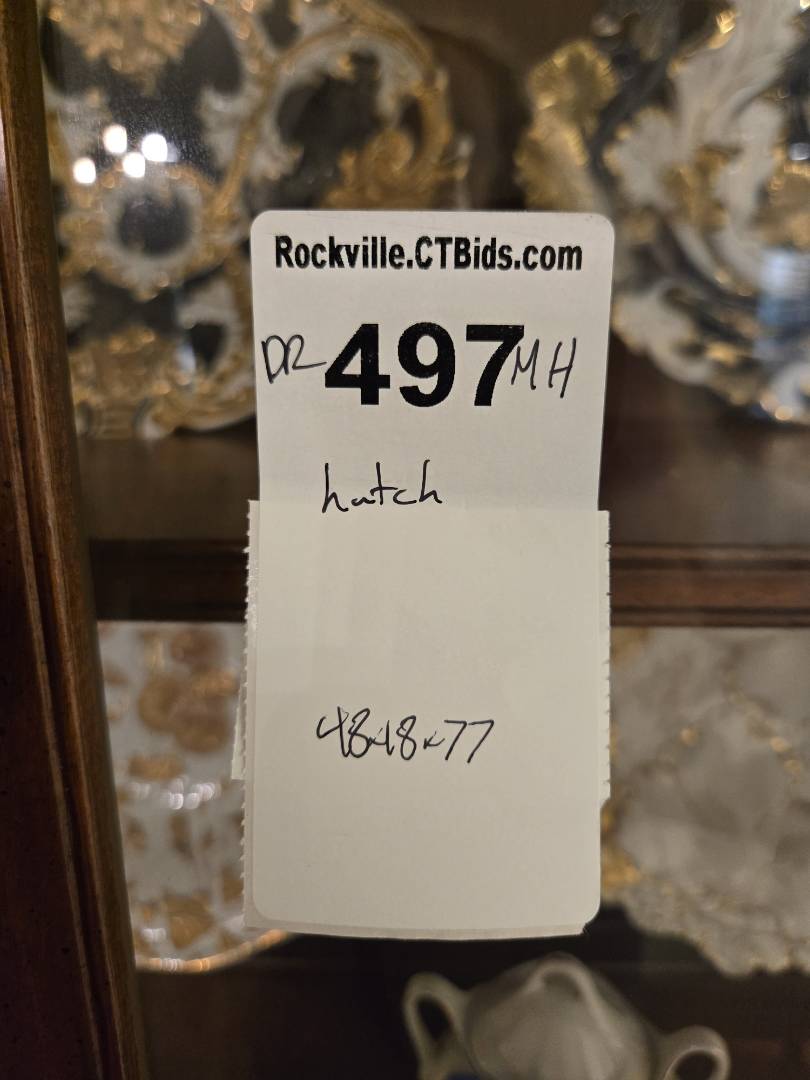 Rockville.CTBids.com
DR 497 MH
hutch
48x18x77